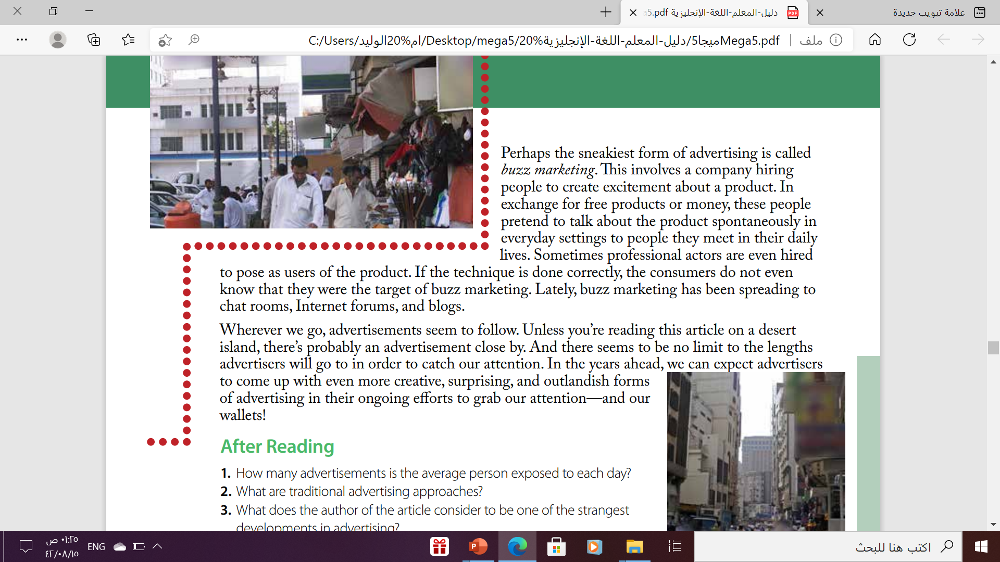 علامة تبويب جديدة
دليل-المعلم-اللغة-الإنجليزية a5.pdf
ملف
C:/Users/ام%20الوليد/Desktop/mega5/20%دليل-المعلم-اللغة-الإنجليزية/ميجا5Mega5.pdf
Perhaps the sneakiest form of advertising is called
buzz marketing. This involves a company hiring
people to create excitement about a product. In
exchange for free products or money, these people
pretend to talk about the product spontaneously in
everyday settings to people they meet in their daily
lives. Sometimes professional actors are even hired
to pose as users of the product. If the technique is done correctly, the consumers do not even
know that they were the target of buzz marketing. Lately, buzz marketing has been spreading to
chat rooms, Internet forums, and blogs.
Wherever we go, advertisements seem to follow. Unless you’re reading this article on a desert
island, there’s probably an advertisement close by. And there seems to be no limit to the lengths
advertisers will go to in order to catch our attention. In the years ahead, we can expect advertisers
to come up with even more creative, surprising, and outlandish forms
of advertising in their ongoing efforts to grab our attention—and our
wallets!
After Reading
1. How many advertisements is the average person exposed to each day?
2. What are traditional advertising approaches?
3. What does the author of the article consider to be one of the strangest
developments in advertising?
اكتب هنا للبحث
ENG
٠١:٢٥ ص
٤٢/٠٨/١٥